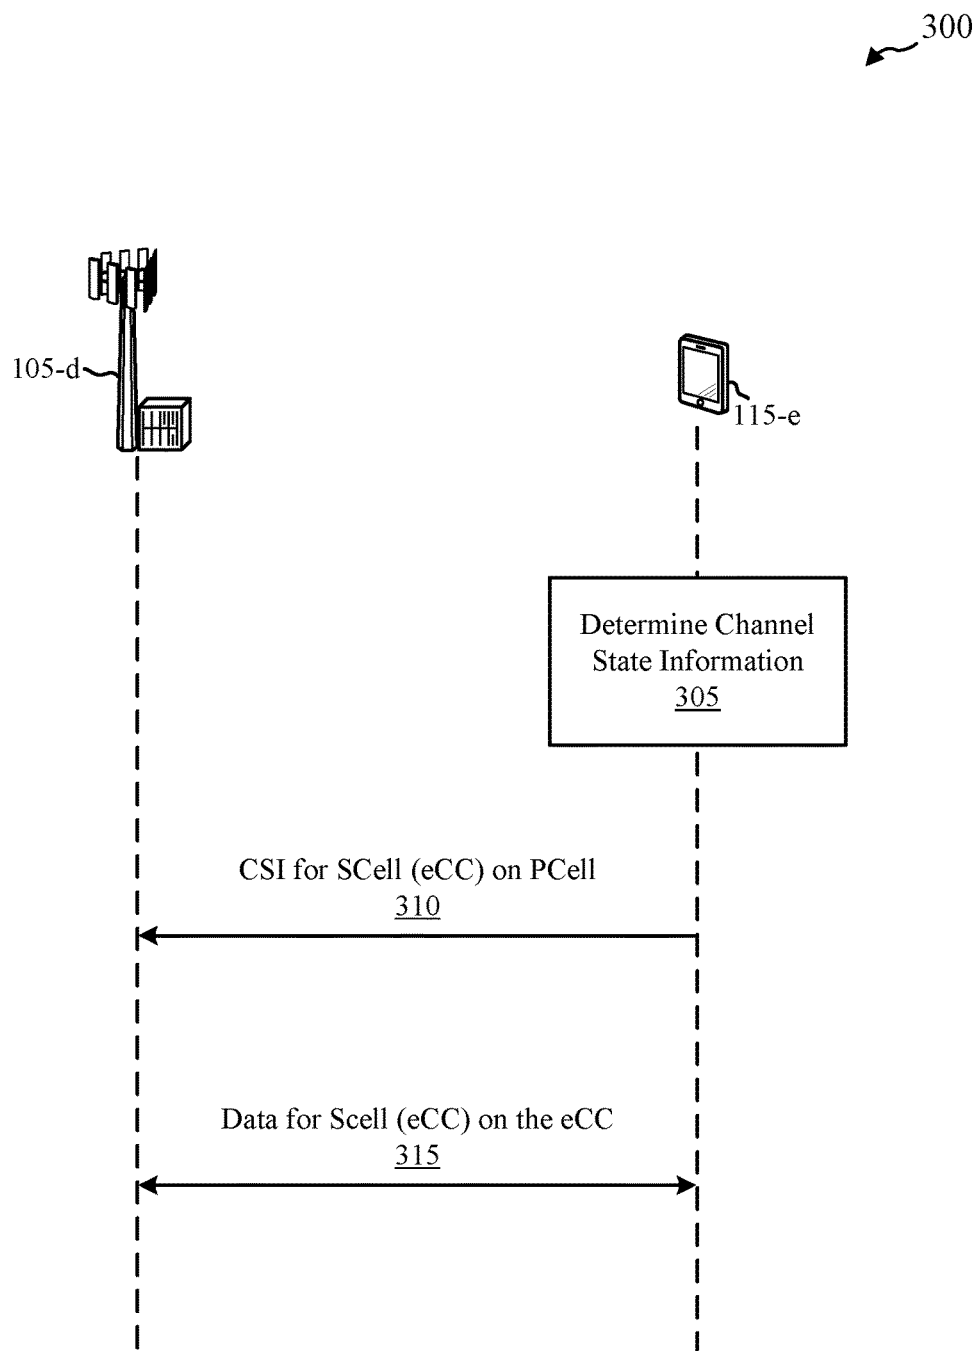 300
105-d
115-e
Determine Channel
State Information
305
CSI for SCell (eCC) on PCell
310
Data for Scell (eCC) on the eCC
315